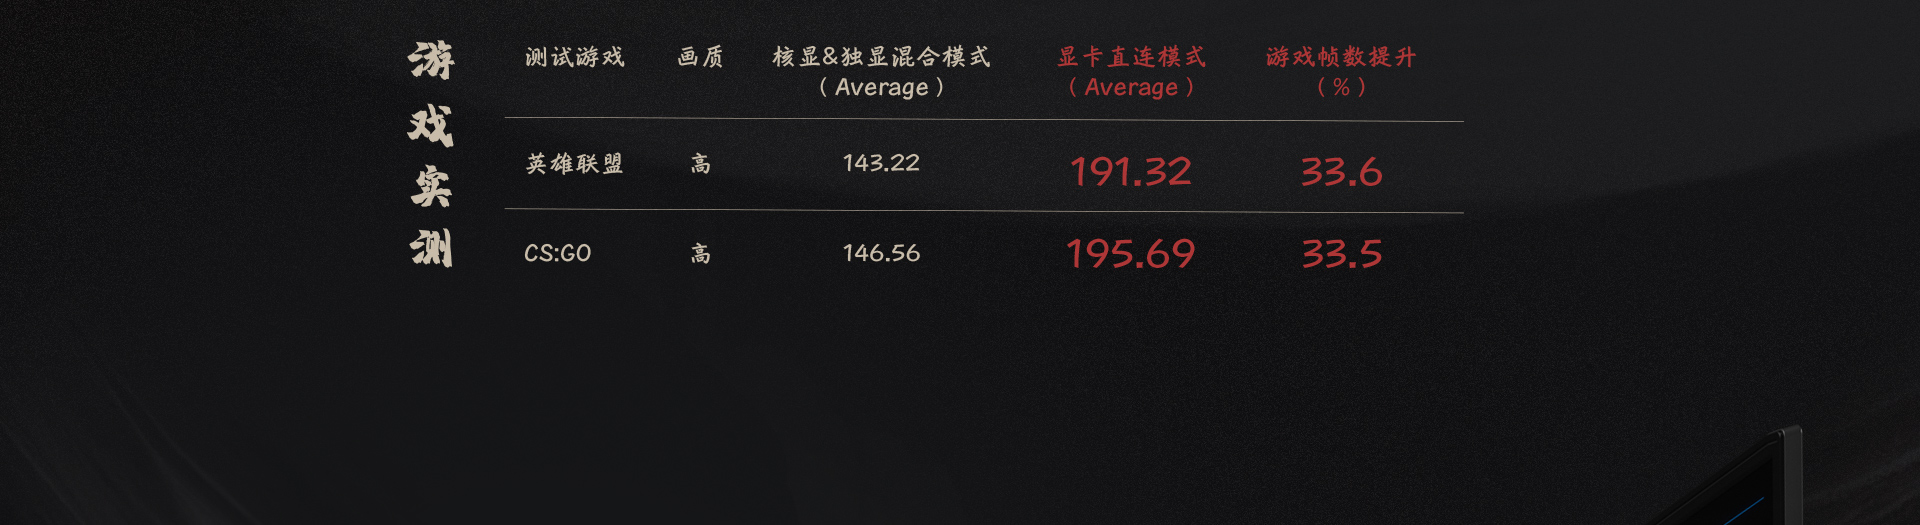 游戏实测
测试游戏 画质 核显&独显混合模式 显卡直连模式 游戏帧数提升
（Average） （Average） （%）
英雄联盟 高 143.22 191.32 33.6
CS:GO 高 146.56 195.69 33.5